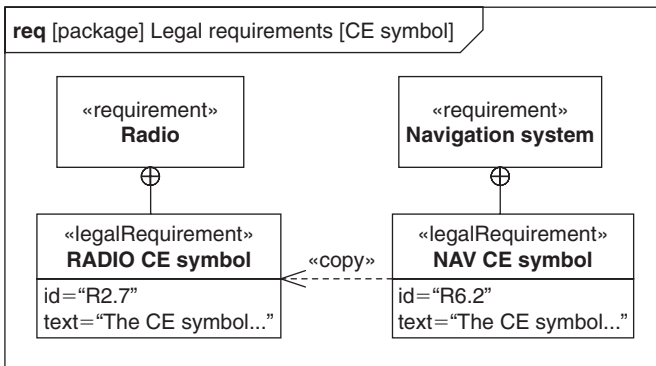 req [package] Legal requirements [CE symbol]
«requirement»
Radio
«requirement»
Navigation system
«legalRequirement»
RADIO CE symbol
id=“R2.7”
text=“The CE symbol...”
«copy»
«legalRequirement»
NAV CE symbol
id=“R6.2”
text=“The CE symbol...”